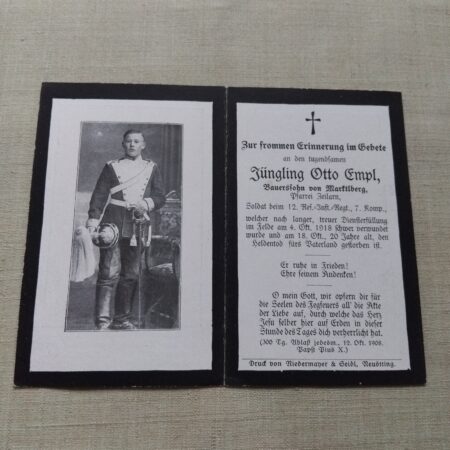 Zur frommen Erinnerung im Gebete
an den tugendsamen
Jüngling Otto Empl,
Bauerssohn von Marktlberg,
Pfarrei Zeilarn,
Soldat beim 12. Res.-Inft.-Regt., 7. Komp.,
welcher nach langer, treuer Diensterfüllung
im Felde am 4. Okt. 1918 schwer verwundet
wurde und am 18. Okt., 20 Jahre alt, den
Heldentod fürs Vaterland gestorben ist.
Er ruhe in Frieden!
Ehre seinem Andenken!
O mein Gott, wir opfern dir für
die Seelen des Fegfeuers all' die Akte
der Liebe auf, durch welche das Herz
Jesu selber hier auf Erden in dieser
Stunde des Tages dich verherrlicht hat.
(300 Tg. Ablaß jedesm., 12. Okt. 1908.
Papst Pius X.)
Druck von Niedermayer & Seidl, Neuötting.